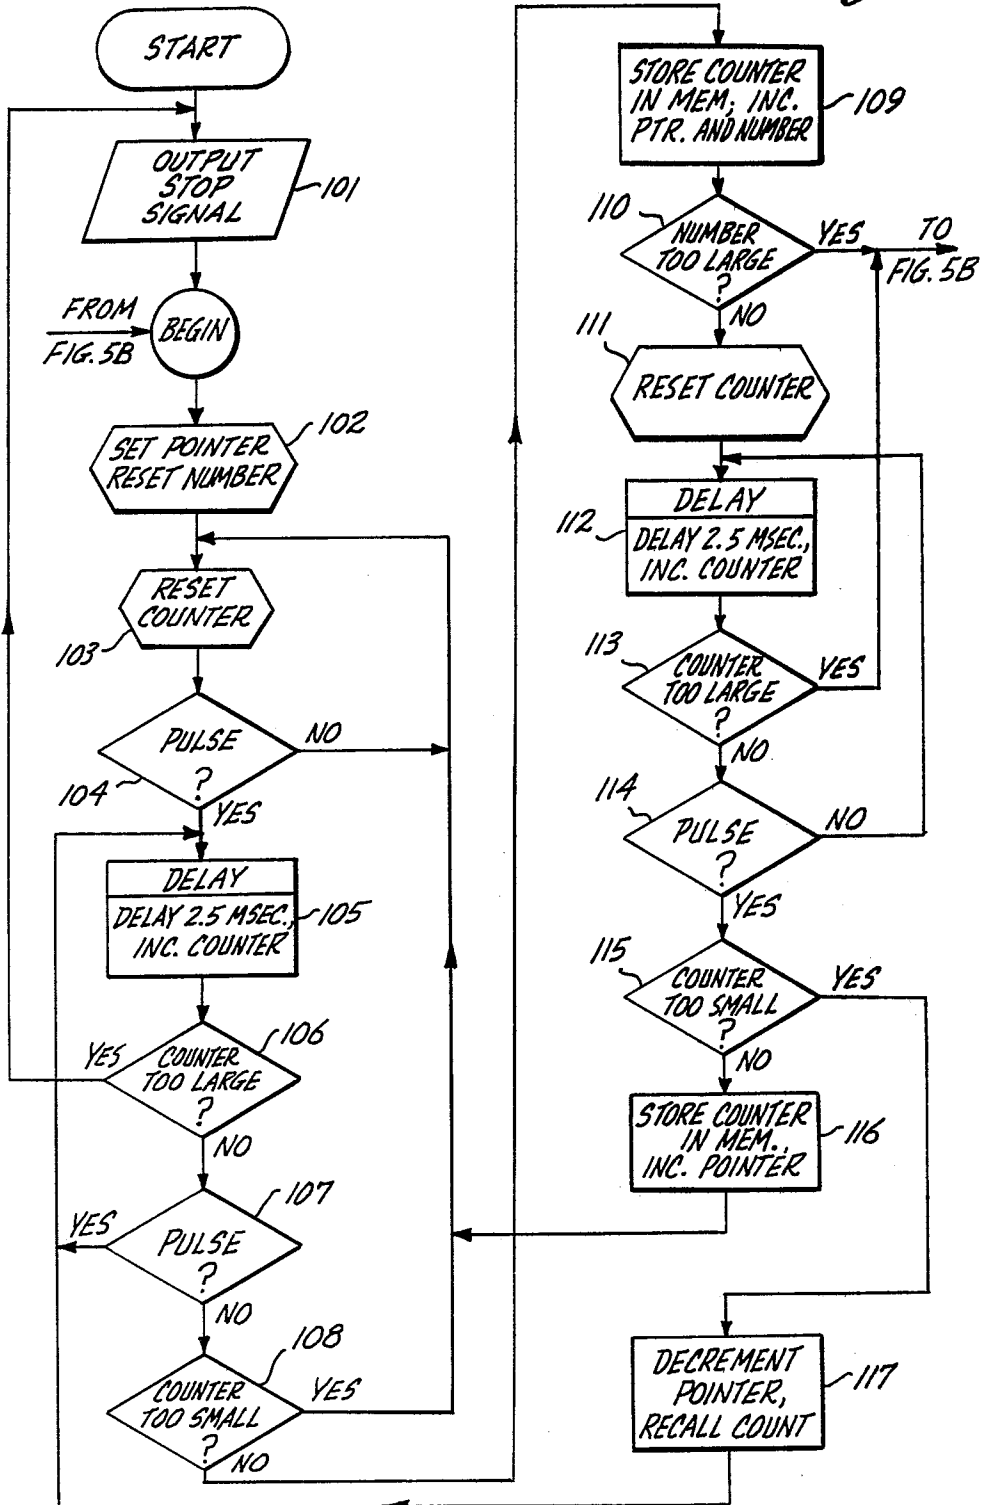 START
OUTPUT
STOP
SIGNAL
101
FROM
FIG. 5B
BEGIN
SET POINTER
RESET NUMBER
102
RESET
COUNTER
103
PULSE
?
104
NO
YES
DELAY
DELAY 2.5 MSEC.,
INC. COUNTER
105
COUNTER
TOO LARGE
?
106
YES
NO
PULSE
?
107
YES
NO
COUNTER
TOO SMALL
?
108
YES
NO
STORE COUNTER
IN MEM; INC.
PTR. AND NUMBER
109
NUMBER
TOO LARGE
?
110
YES
TO
FIG. 5B
NO
111
RESET COUNTER
DELAY
DELAY 2.5 MSEC.,
INC. COUNTER
112
COUNTER
TOO LARGE
?
113
YES
NO
PULSE
?
114
NO
YES
COUNTER
TOO SMALL
?
115
YES
NO
STORE COUNTER
IN MEM.,
INC. POINTER
116
DECREMENT
POINTER,
RECALL COUNT
117